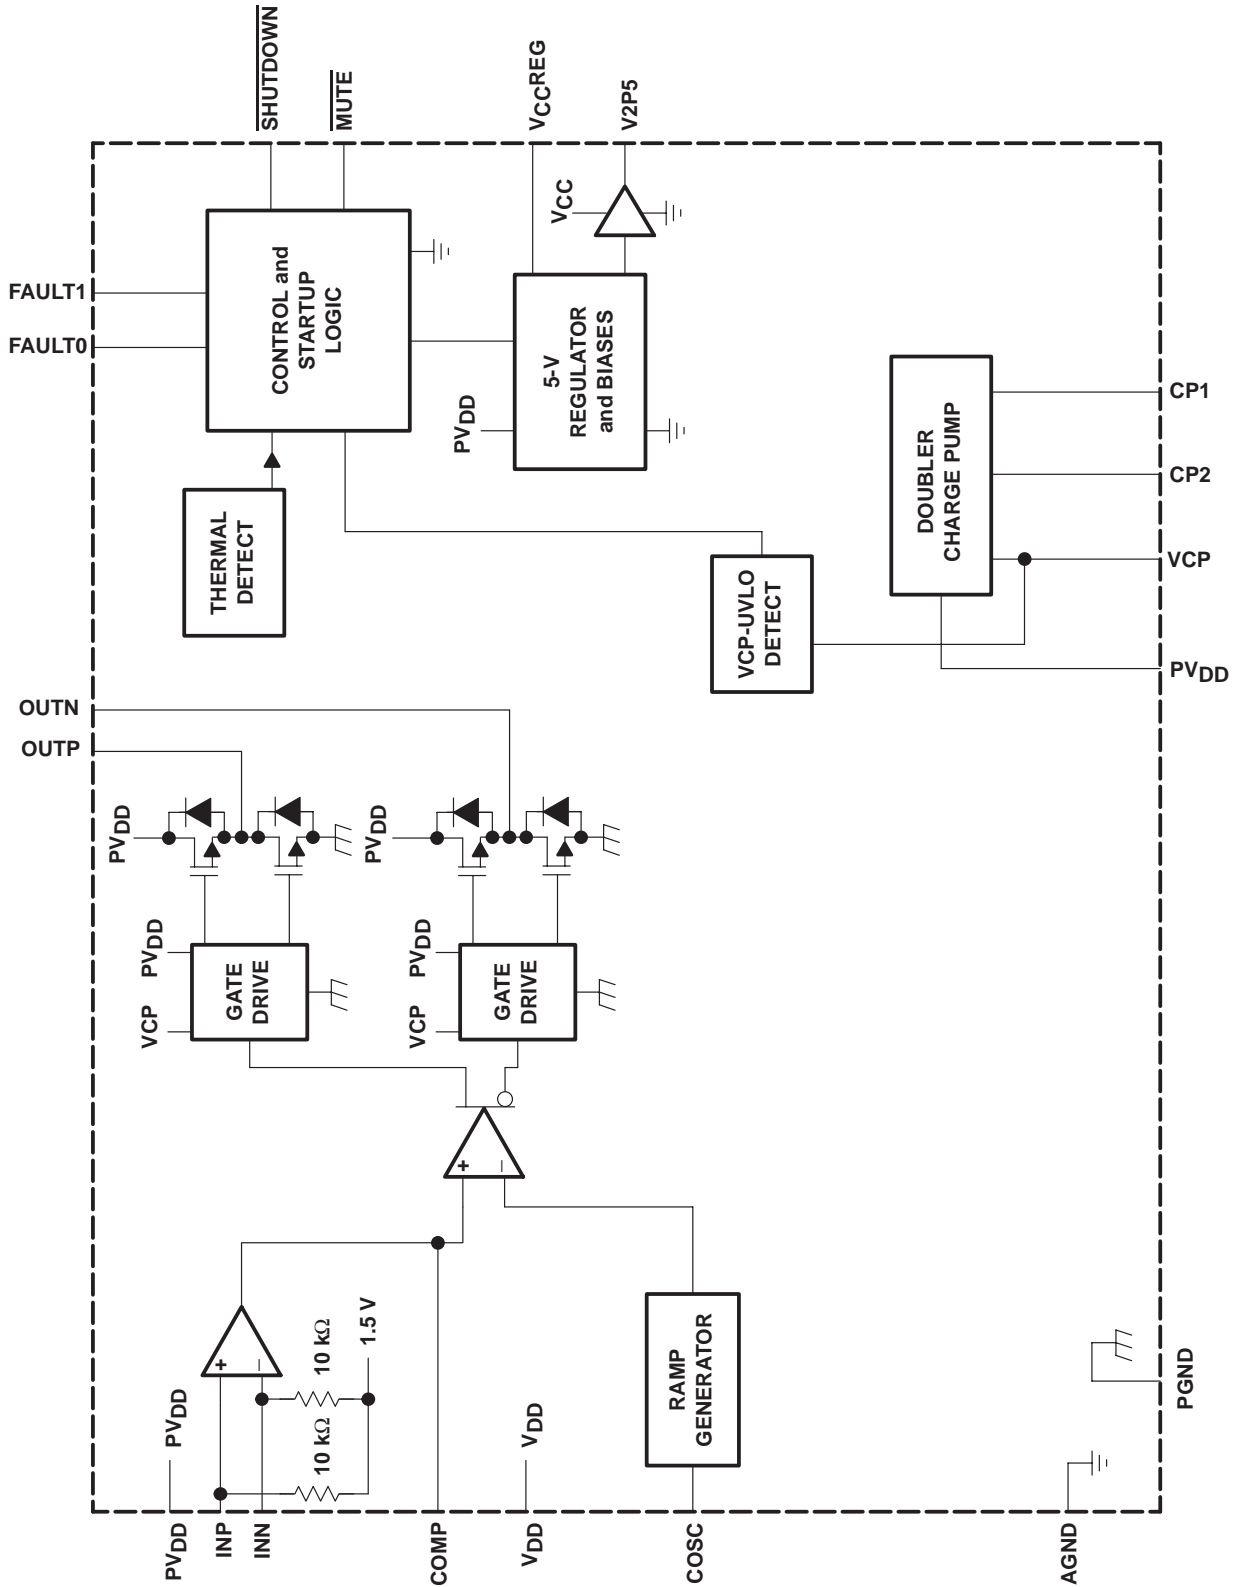 SHUTDOWN
MUTE
VCCREG
V2P5
FAULT1
FAULT0
CONTROL and
STARTUP
LOGIC
VCC
5-V
REGULATOR
and BIASES
PVDD
THERMAL
DETECT
DOUBLER
CHARGE PUMP
CP1
CP2
VCP
PVDD
VCP-UVLO
DETECT
OUTN
OUTP
PVDD
PVDD
PVDD
VCP
GATE
DRIVE
PVDD
VCP
GATE
DRIVE
+
−
+
−
10 kΩ
10 kΩ
1.5 V
RAMP
GENERATOR
PVDD
VDD
PVDD
INP
INN
COMP
VDD
COSC
AGND
PGND